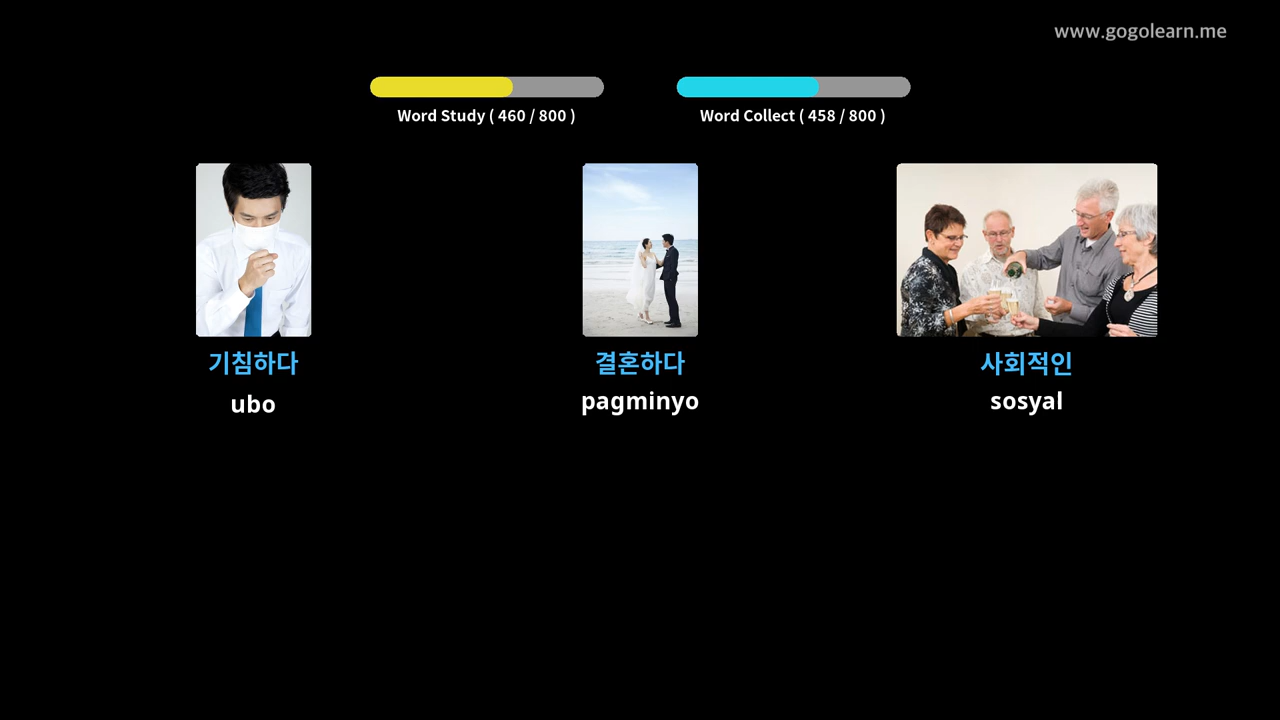 www.gogolearn.me
Word Study ( 460 / 800 )
Word Collect ( 458 / 800 )
기침하다
결혼하다
사회적인
ubo
pagminyo
sosyal